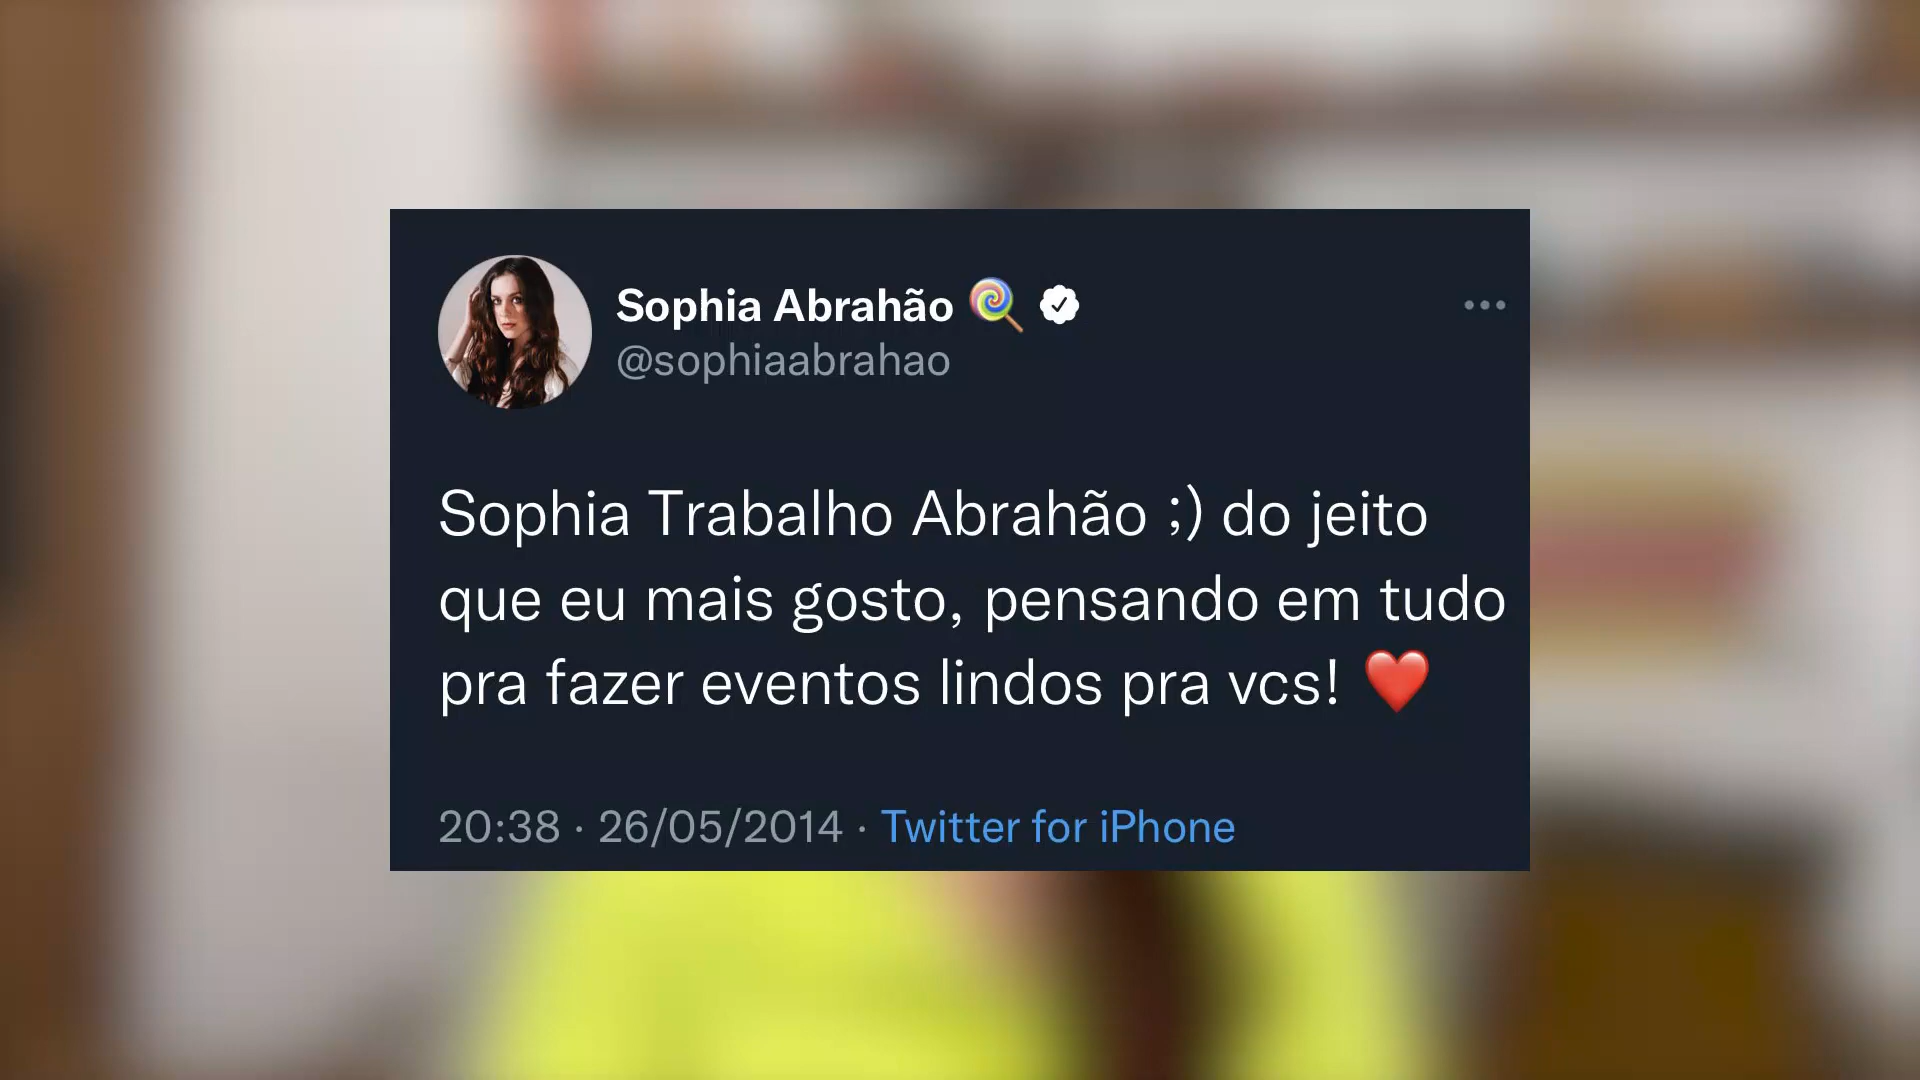 Sophia Abrahão 🍭
@sophiaabrahao
Sophia Trabalho Abrahão ;) do jeito
que eu mais gosto, pensando em tudo
pra fazer eventos lindos pra vcs! ❤️
20:38 · 26/05/2014 · Twitter for iPhone